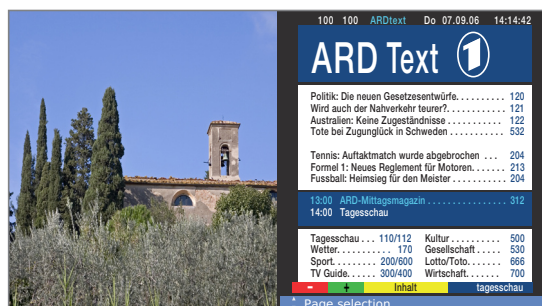 100 100 ARDtext Do 07.09.06 14:14:42
ARD Text 1
Politik: Die neuen Gesetzesentwürfe. . . . . . . . . . 120
Wird auch der Nahverkehr teurer?. . . . . . . . . . . . 121
Australien: Keine Zugeständnisse . . . . . . . . . . . 122
Tote bei Zugunglück in Schweden . . . . . . . . . . . 532
Tennis: Auftaktmatch wurde abgebrochen . . . 204
Formel 1: Neues Reglement für Motoren. . . . . . . 213
Fussball: Heimsieg für den Meister . . . . . . . . . . . 204
13:00 ARD-Mittagsmagazin . . . . . . . . . . . . . . . . 312
14:00 Tagesschau
Tagesschau . . . 110/112 Kultur . . . . . . . . . . 500
Wetter. . . . . . . . . . 170 Gesellschaft . . . . . 530
Sport. . . . . . . . 200/600 Lotto/Toto. . . . . . . 666
TV Guide. . . . . 300/400 Wirtschaft. . . . . . . 700
- + Inhalt tagesschau
Page selection